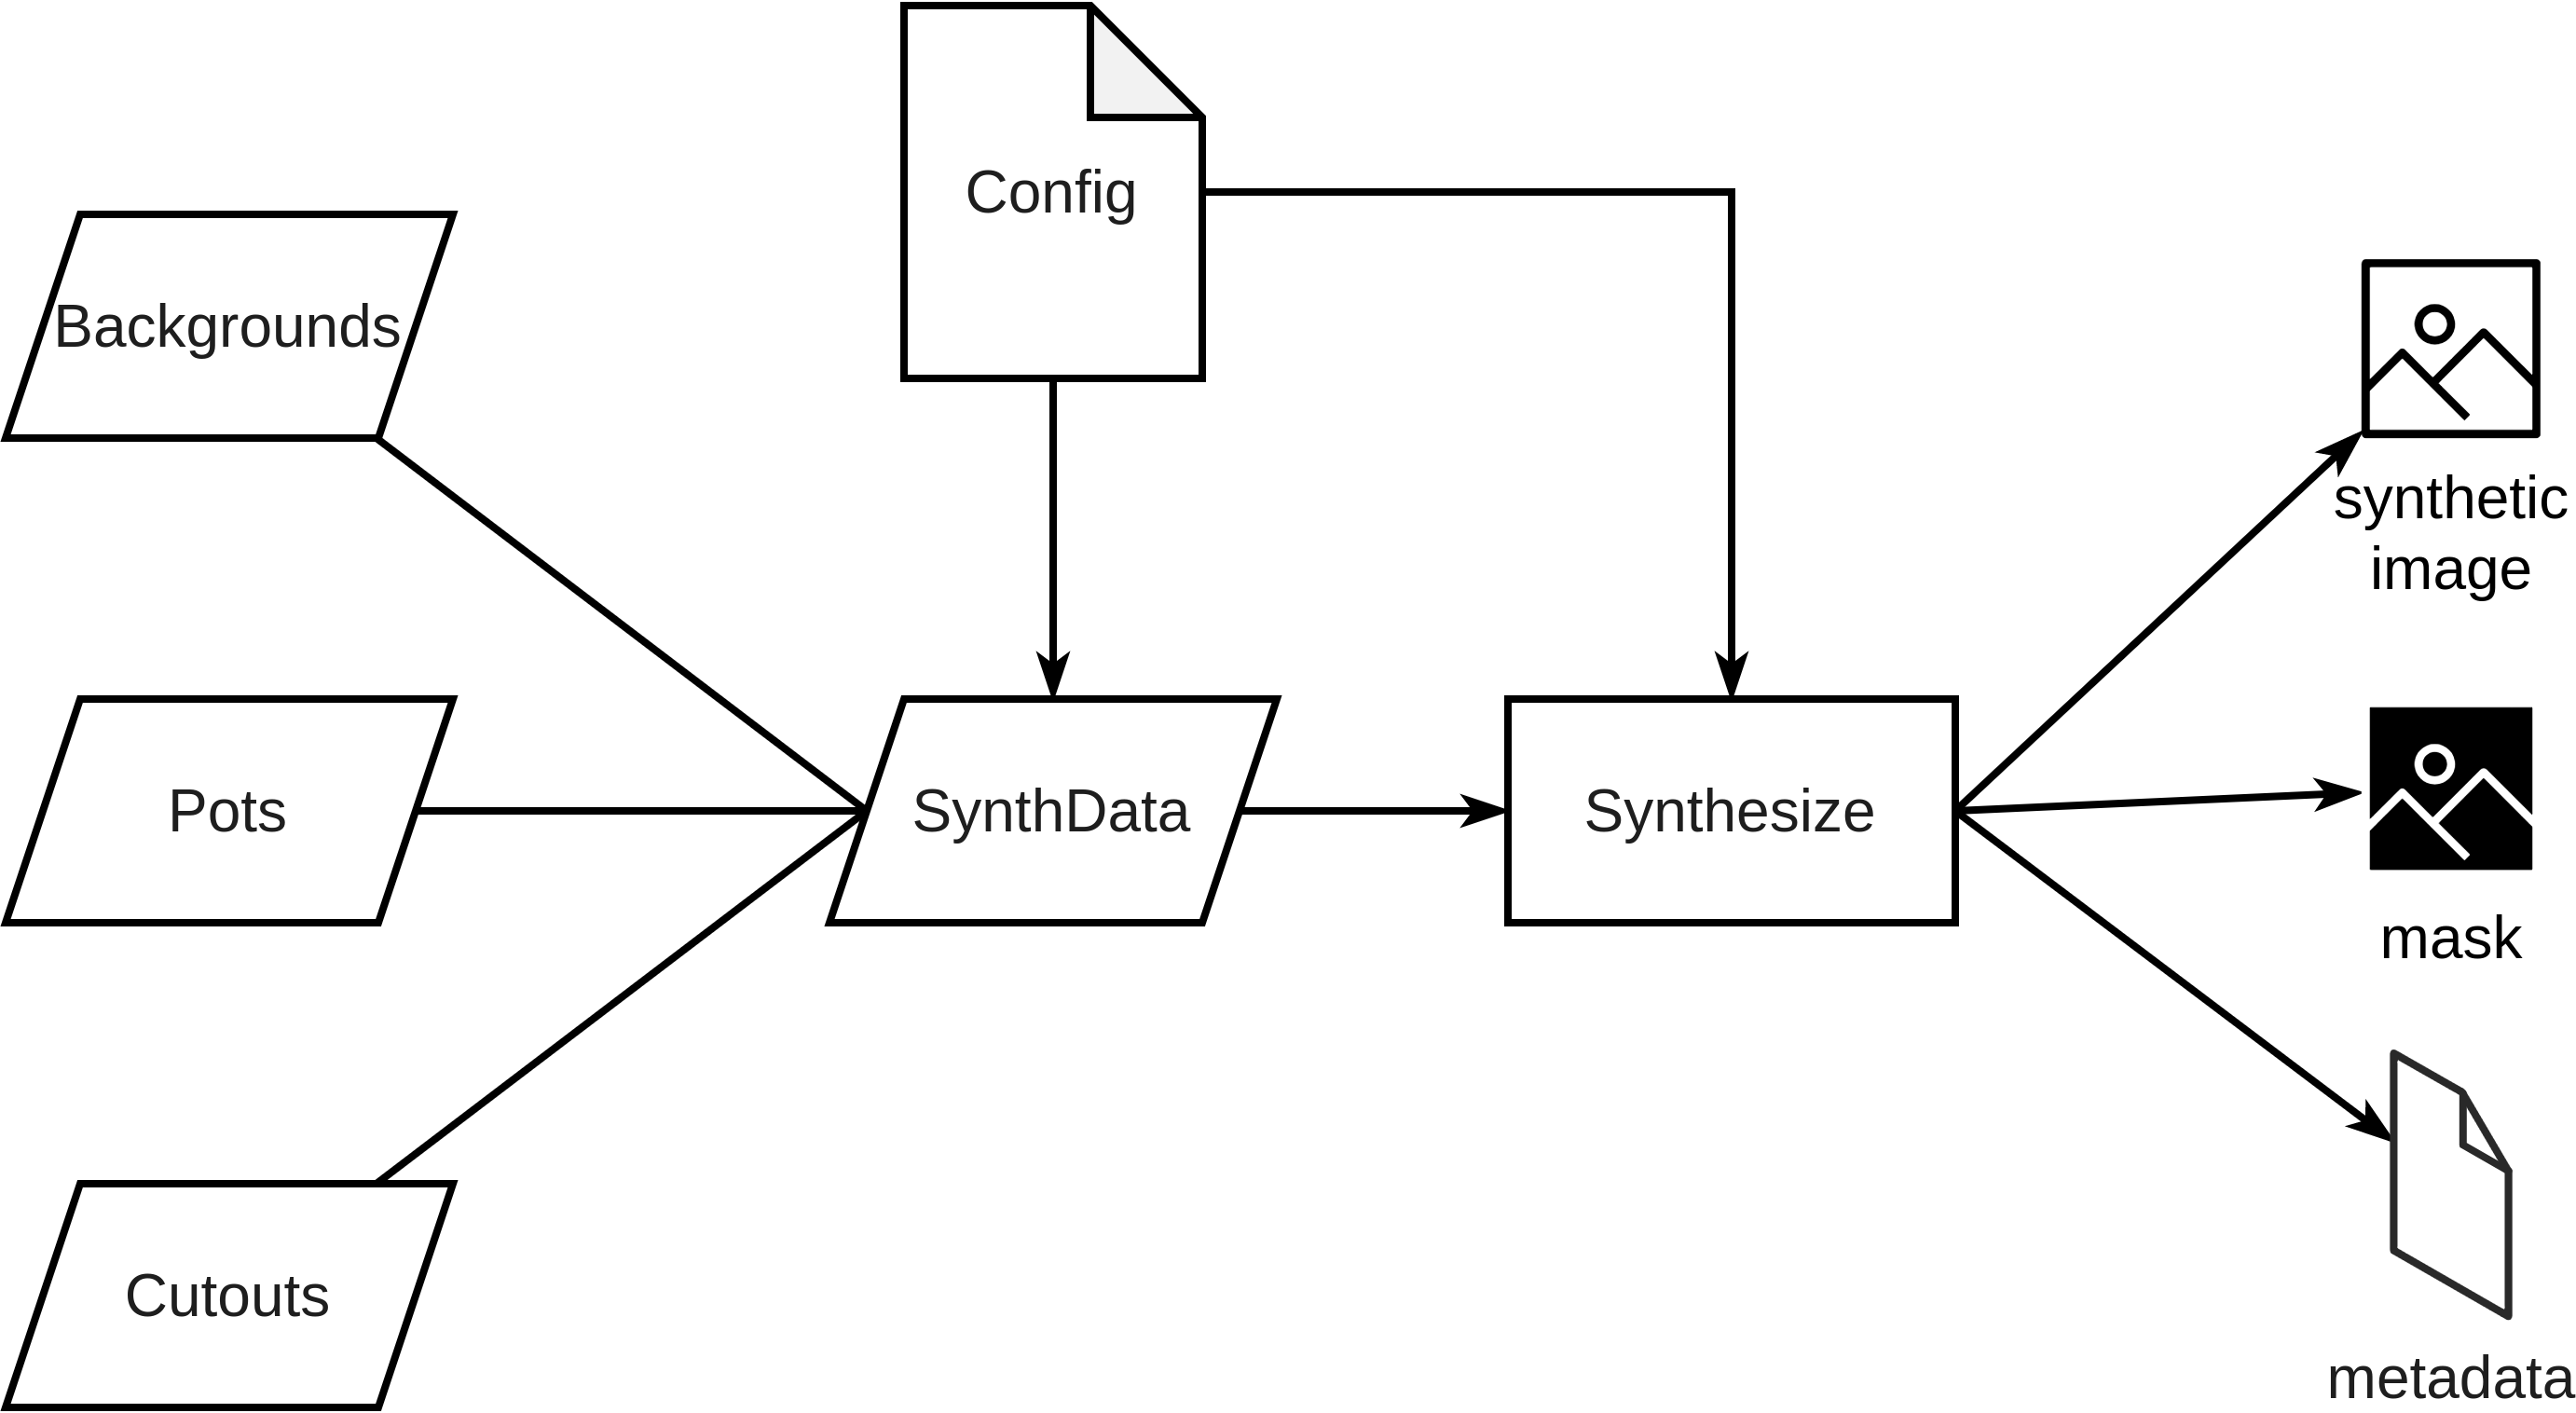 Config
Backgrounds
synthetic
image
Pots
SynthData
Synthesize
mask
Cutouts
metadata